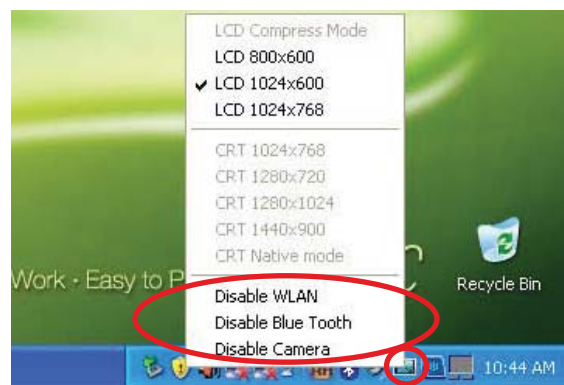 LCD Compress Mode
LCD 800x600
LCD 1024x600
LCD 1024x768
CRT 1024x768
CRT 1280x720
CRT 1280x1024
CRT 1440x900
CRT Native mode
Work · Easy to P
Recycle Bin
Disable WLAN
Disable Blue Tooth
Disable Camera
10:44 AM